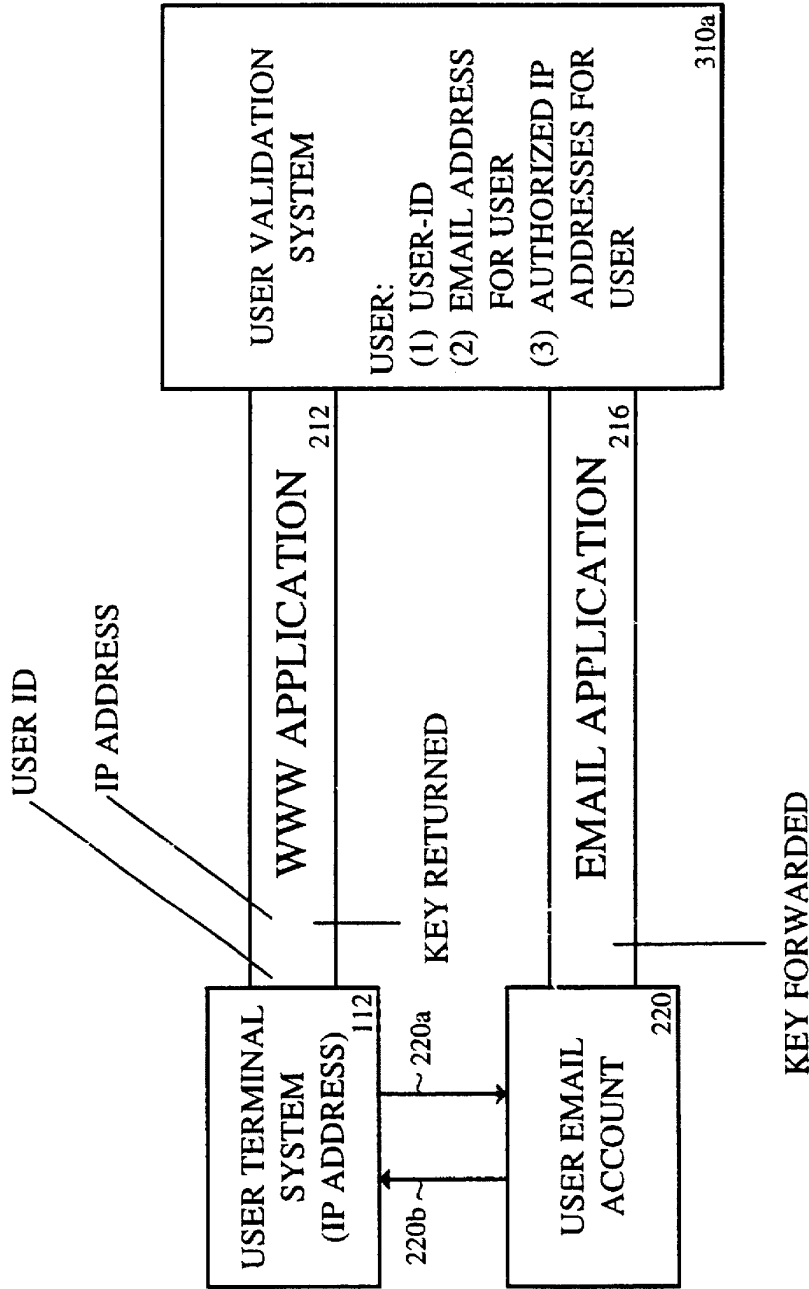 USER ID
IP ADDRESS
USER TERMINAL
SYSTEM
(IP ADDRESS)
112
WWW APPLICATION
212
KEY RETURNED
220a
220b
USER EMAIL
ACCOUNT
220
EMAIL APPLICATION
216
KEY FORWARDED
USER VALIDATION
SYSTEM
USER:
(1) USER-ID
(2) EMAIL ADDRESS
FOR USER
(3) AUTHORIZED IP
ADDRESSES FOR
USER
310a